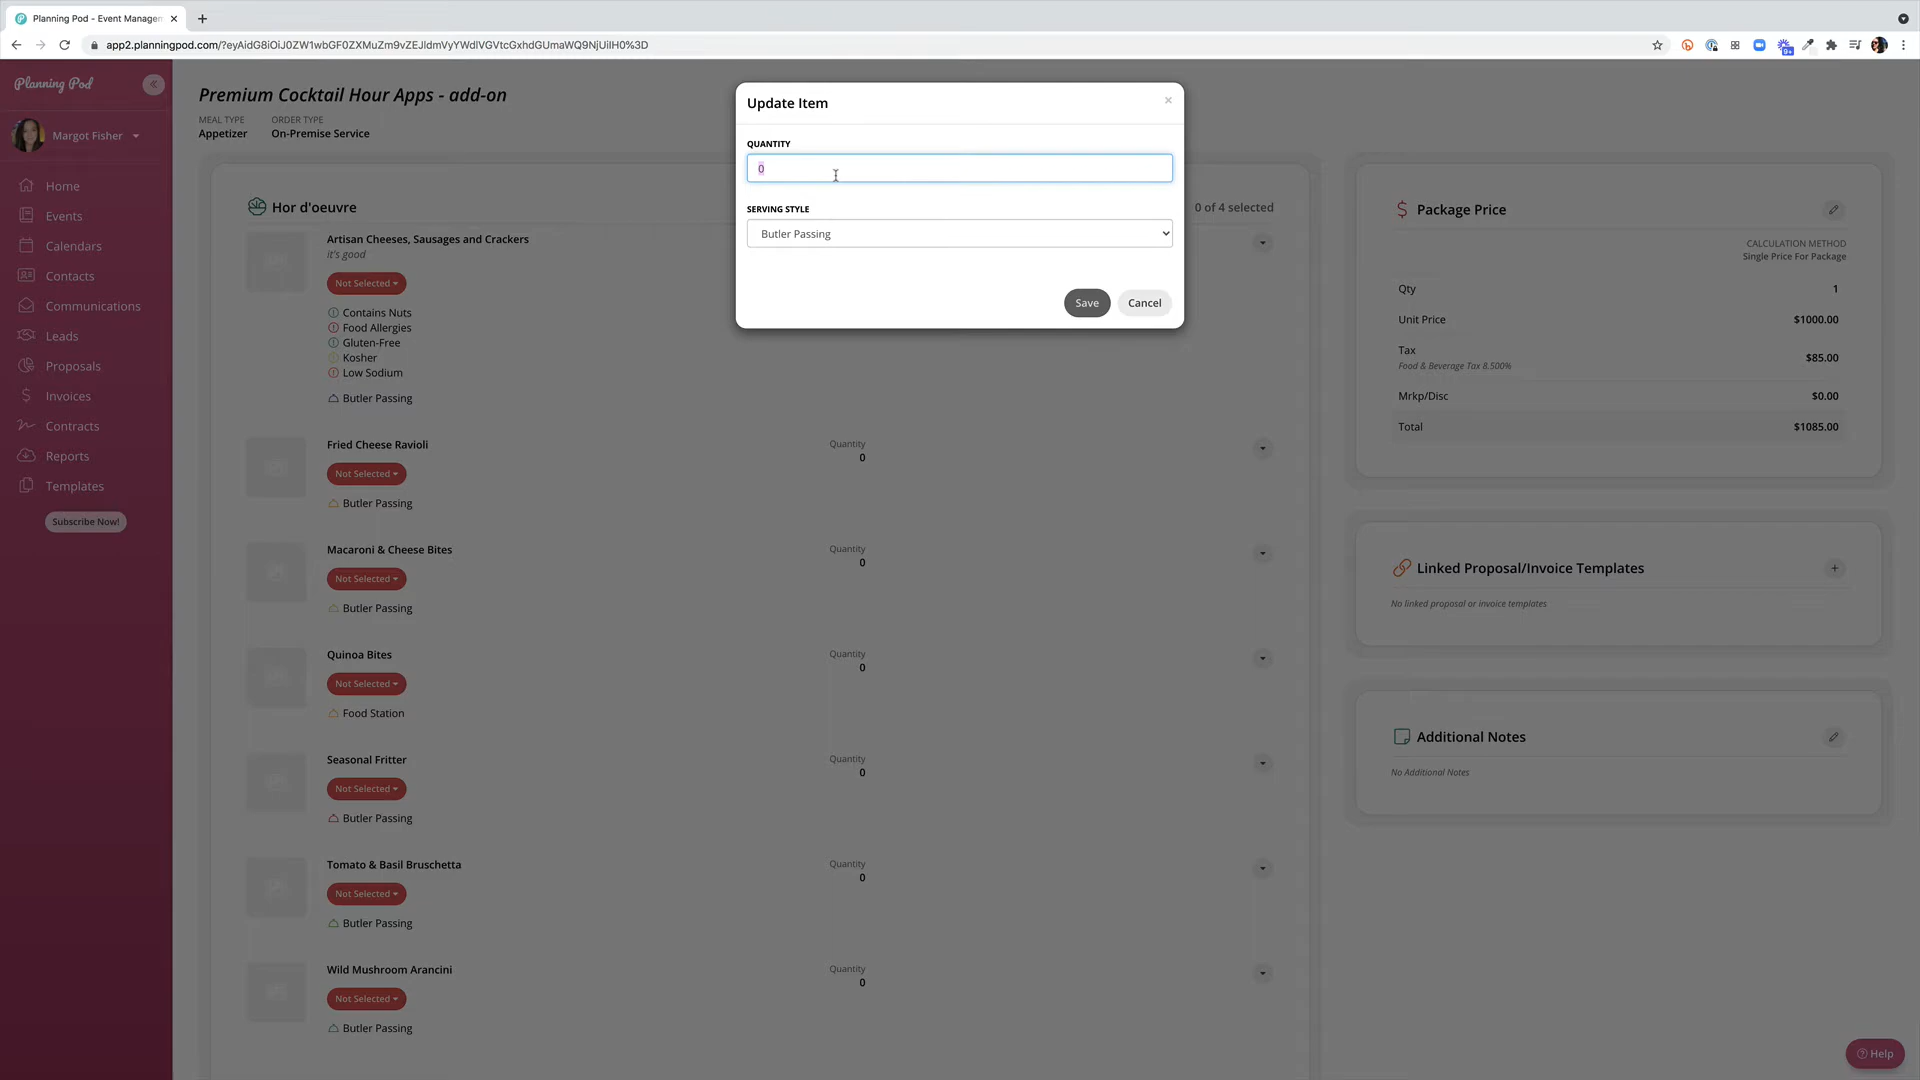 Planning Pod - Event Managemen
app2.planningpod.com/?eyAidG8iOiJ0ZW1wbGF0ZXMuZm9vZEJldmVyYWdlVGVtcGxhdGUmaWQ9NjUiIH0%3D
9+
Planning Pod
Margot Fisher
Home
Events
Calendars
Contacts
Communications
Leads
Proposals
Invoices
Contracts
Reports
Templates
Subscribe Now!
Premium Cocktail Hour Apps - add-on
MEAL TYPE ORDER TYPE
Appetizer On-Premise Service
Hor d'oeuvre 0 of 4 selected
Artisan Cheeses, Sausages and Crackers
it's good
Not Selected
Contains Nuts
Food Allergies
Gluten-Free
Kosher
Low Sodium
Butler Passing
Fried Cheese Ravioli Quantity
0
Not Selected
Butler Passing
Macaroni & Cheese Bites Quantity
0
Not Selected
Butler Passing
Quinoa Bites Quantity
0
Not Selected
Food Station
Seasonal Fritter Quantity
0
Not Selected
Butler Passing
Tomato & Basil Bruschetta Quantity
0
Not Selected
Butler Passing
Wild Mushroom Arancini Quantity
0
Not Selected
Butler Passing
Update Item
QUANTITY
0
SERVING STYLE
Butler Passing
Save Cancel
Package Price
CALCULATION METHOD
Single Price For Package
Qty 1
Unit Price $1000.00
Tax $85.00
Food & Beverage Tax 8.500%
Mrkp/Disc $0.00
Total $1085.00
Linked Proposal/Invoice Templates
No linked proposal or invoice templates
Additional Notes
No Additional Notes
Help